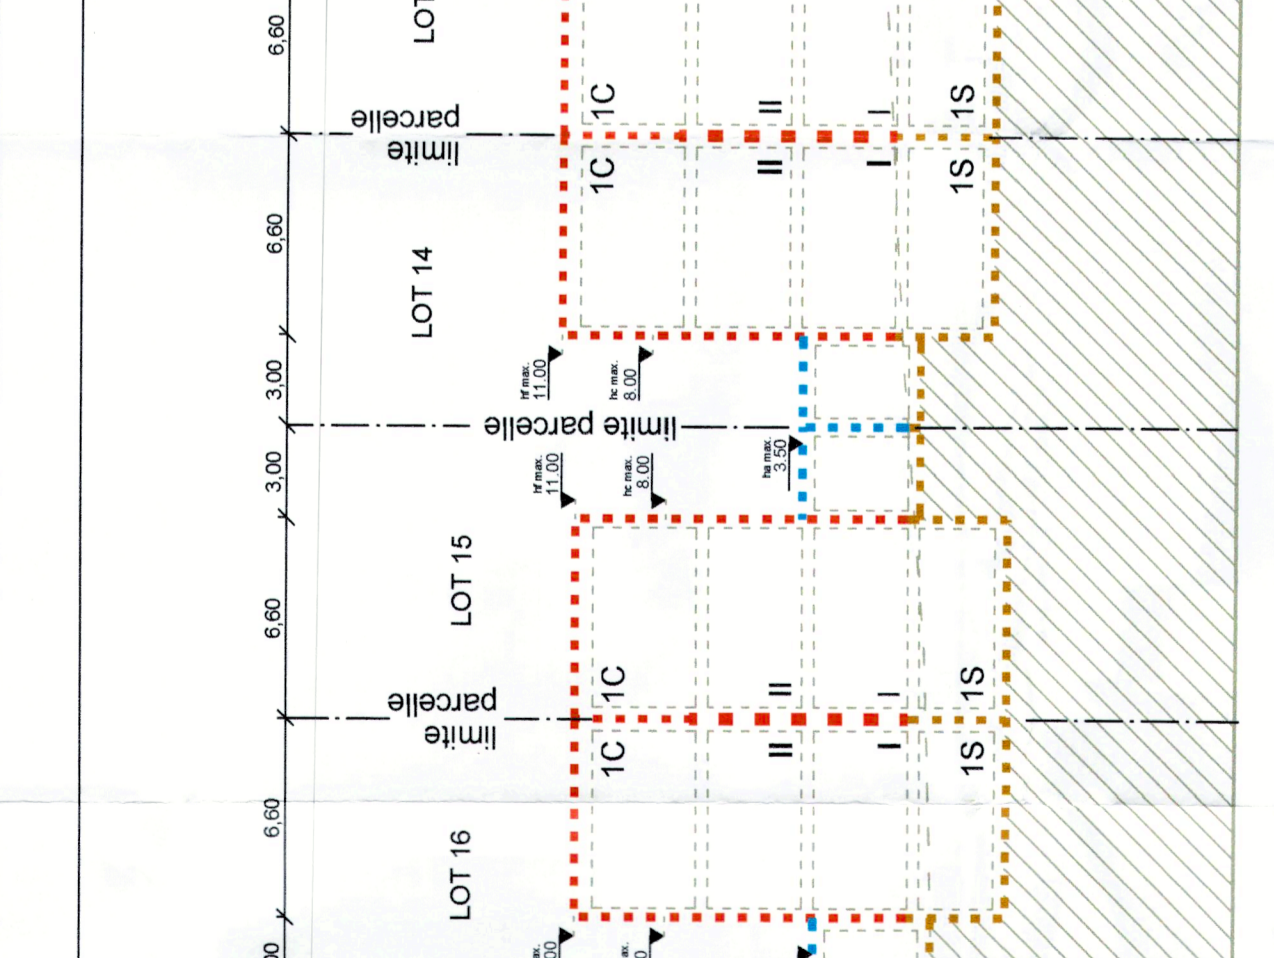 6,60
LOT
1C
II
I
1S
limite
parcelle
1C
II
I
1S
6,60
LOT 14
3,00
hf max.
11.00
hc max.
8.00
limite parcelle
3,00
hf max.
11.00
hc max.
8.00
ha max.
3.50
LOT 15
6,60
1C
II
I
1S
limite
parcelle
1C
II
I
1S
6,60
LOT 16